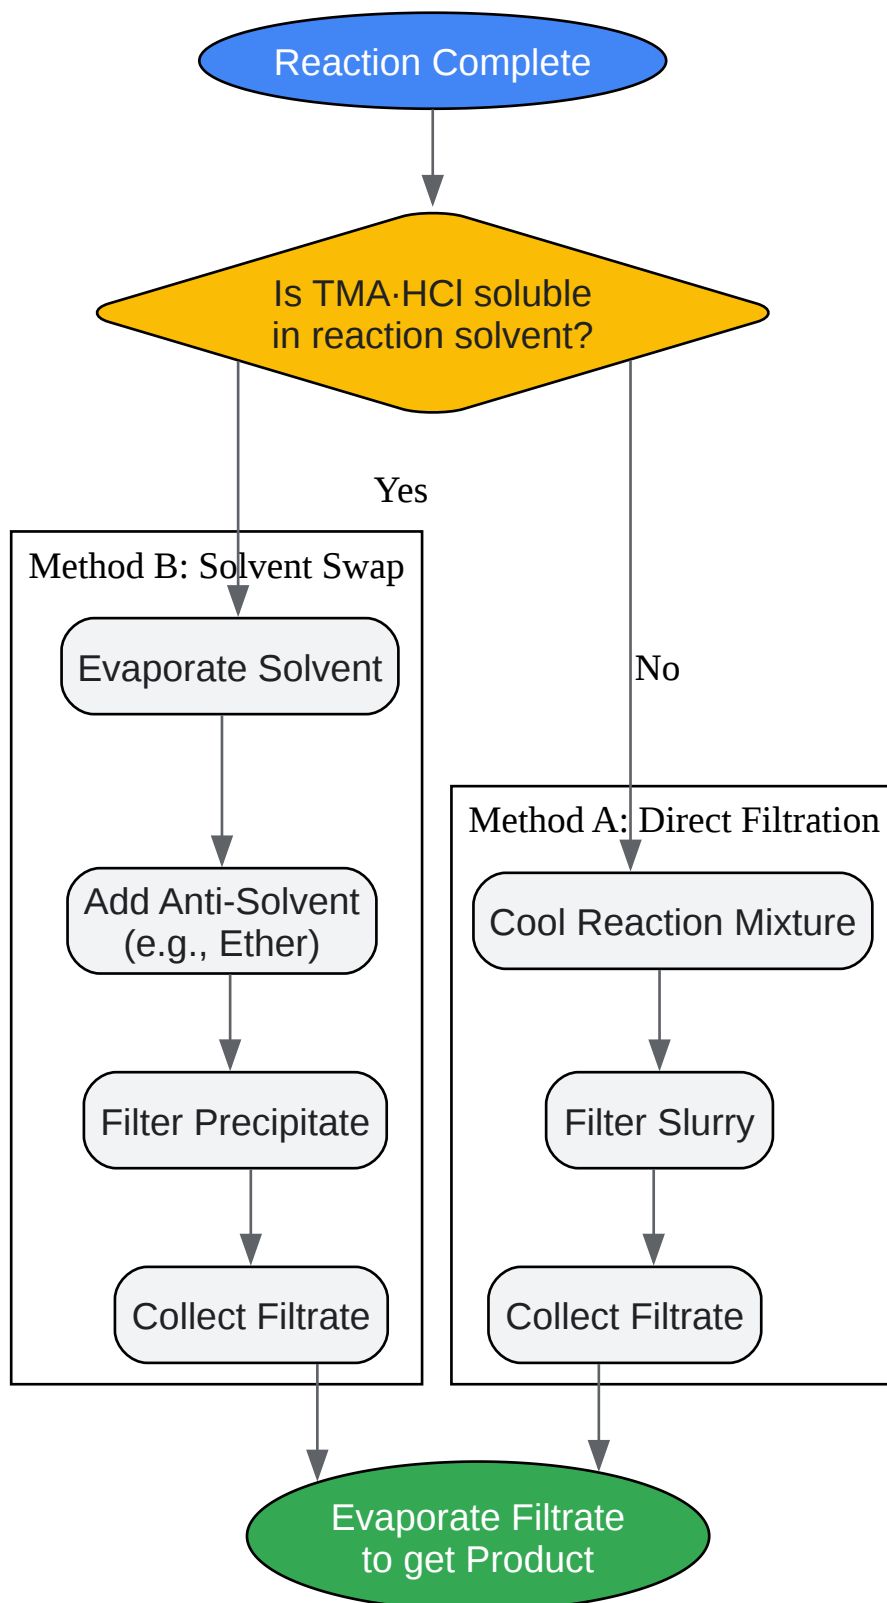 Reaction Complete
Is TMA·HCl soluble
in reaction solvent?
Yes
Method B: Solvent Swap
Evaporate Solvent
Add Anti-Solvent
(e.g., Ether)
Filter Precipitate
Collect Filtrate
No
Method A: Direct Filtration
Cool Reaction Mixture
Filter Slurry
Collect Filtrate
Evaporate Filtrate
to get Product